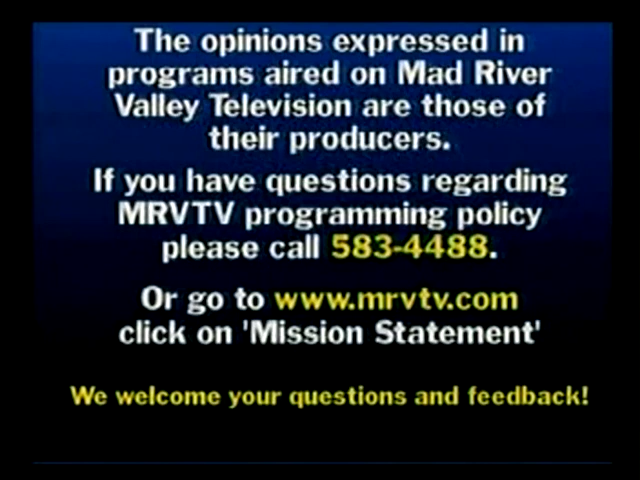 The opinions expressed in
programs aired on Mad River
Valley Television are those of
their producers.
If you have questions regarding
MRVTV programming policy
please call 583-4488.
Or go to www.mrvtv.com
click on 'Mission Statement'
We welcome your questions and feedback!